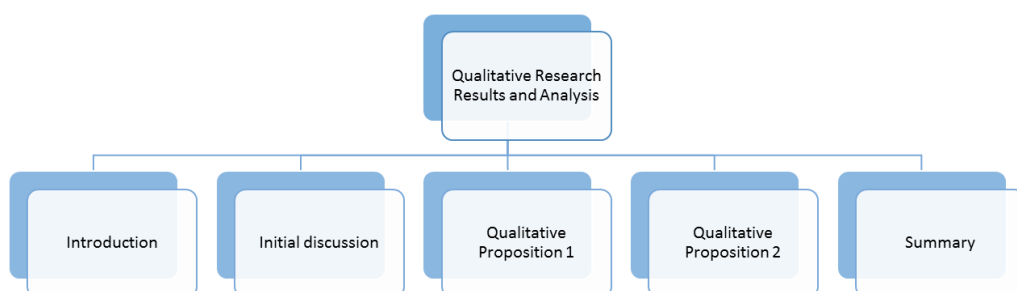 Qualitative Research
Results and Analysis
Introduction
Initial discussion
Qualitative
Proposition 1
Qualitative
Proposition 2
Summary